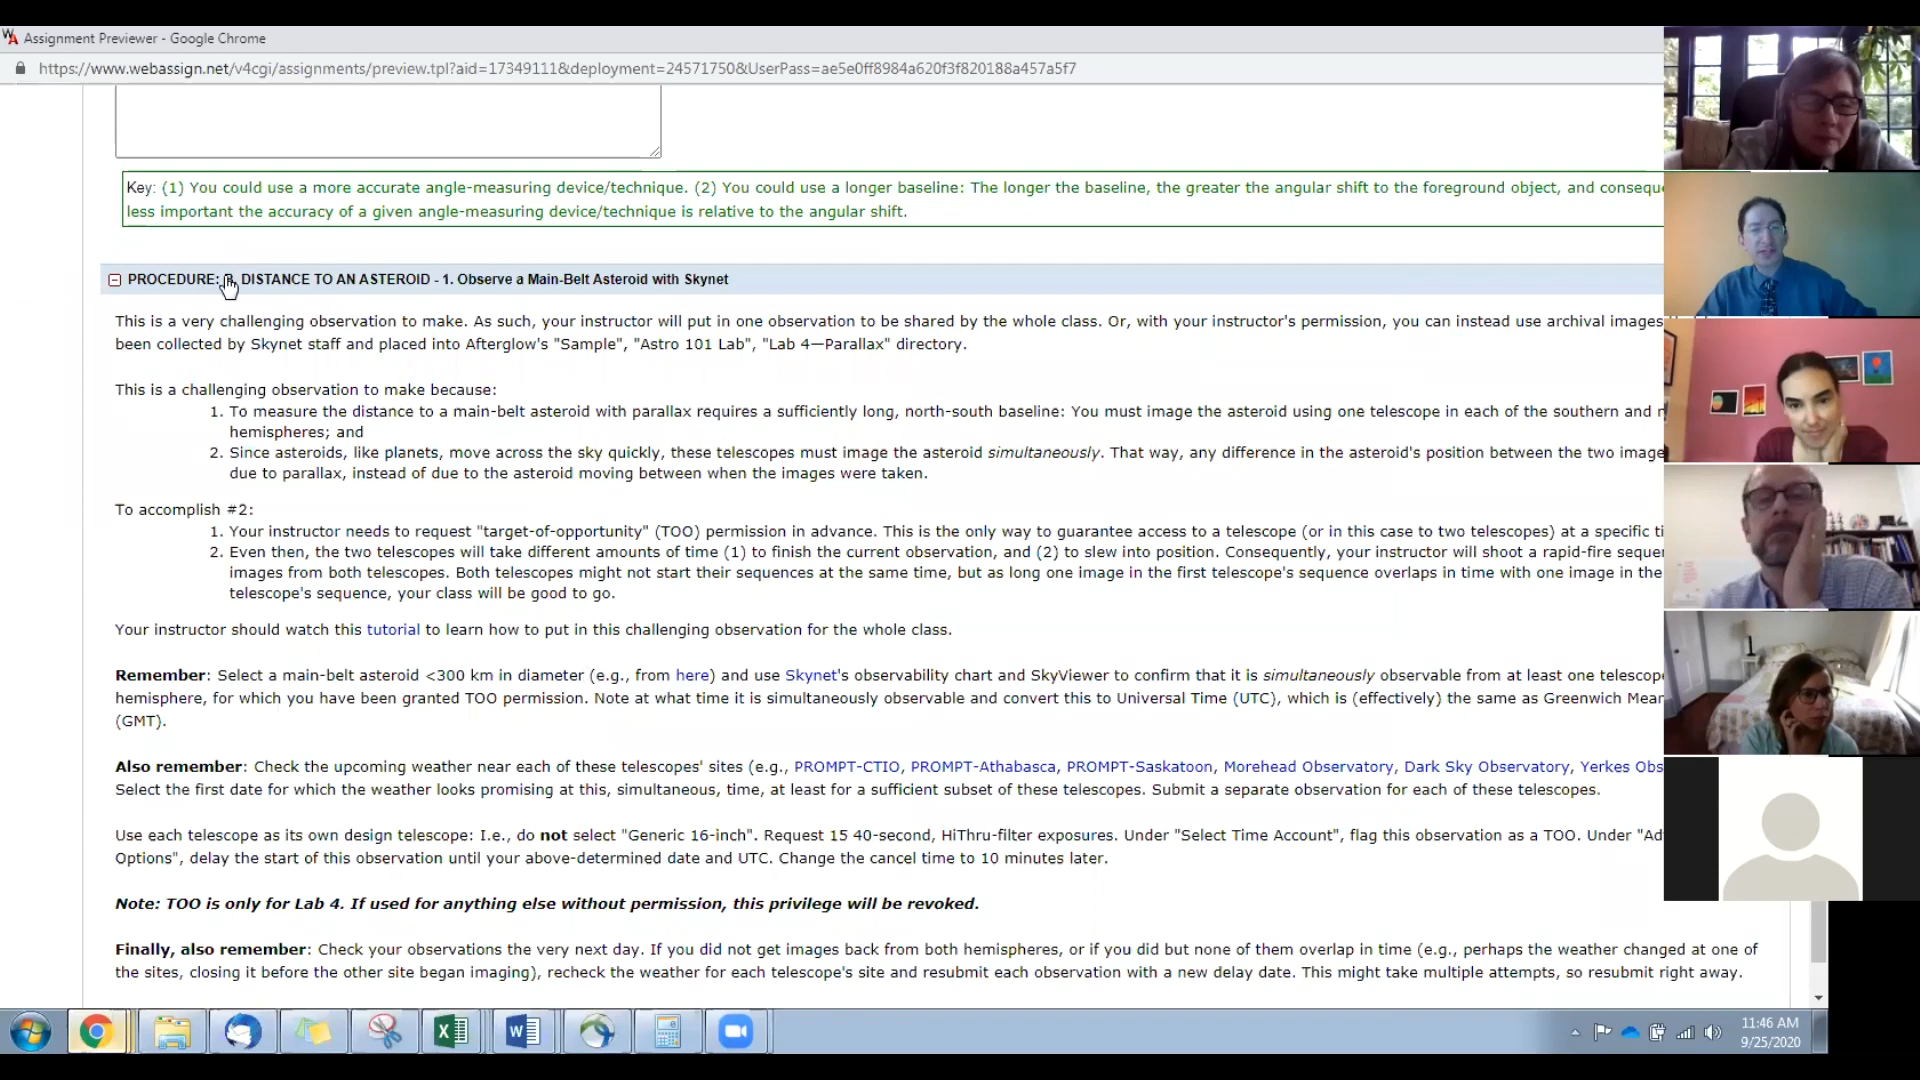 Assignment Previewer - Google Chrome
https://www.webassign.net/v4cgi/assignments/preview.tpl?aid=17349111&deployment=24571750&UserPass=ae5e0ff8984a620f3f820188a457a5f7
Key: (1) You could use a more accurate angle-measuring device/technique. (2) You could use a longer baseline: The longer the baseline, the greater the angular shift to the foreground object, and
less important the accuracy of a given angle-measuring device/technique is relative to the angular shift.
PROCEDURE: DISTANCE TO AN ASTEROID - 1. Observe a Main-Belt Asteroid with Skynet
This is a very challenging observation to make. As such, your instructor will put in one observation to be shared by the whole class. Or, with your instructor's permission, you can instead use archival images
been collected by Skynet staff and placed into Afterglow's "Sample", "Astro 101 Lab", "Lab 4—Parallax" directory.
This is a challenging observation to make because:
1. To measure the distance to a main-belt asteroid with parallax requires a sufficiently long, north-south baseline: You must image the asteroid using one telescope in each of the southern and
hemispheres; and
2. Since asteroids, like planets, move across the sky quickly, these telescopes must image the asteroid simultaneously. That way, any difference in the asteroid's position between the two
due to parallax, instead of due to the asteroid moving between when the images were taken.
To accomplish #2:
1. Your instructor needs to request "target-of-opportunity" (TOO) permission in advance. This is the only way to guarantee access to a telescope (or in this case to two telescopes) at a specific
2. Even then, the two telescopes will take different amounts of time (1) to finish the current observation, and (2) to slew into position. Consequently, your instructor will shoot a rapid-fire
images from both telescopes. Both telescopes might not start their sequences at the same time, but as long one image in the first telescope's sequence overlaps in time with one image in the
telescope's sequence, your class will be good to go.
Your instructor should watch this tutorial to learn how to put in this challenging observation for the whole class.
Remember: Select a main-belt asteroid <300 km in diameter (e.g., from here) and use Skynet's observability chart and SkyViewer to confirm that it is simultaneously observable from at least one
hemisphere, for which you have been granted TOO permission. Note at what time it is simultaneously observable and convert this to Universal Time (UTC), which is (effectively) the same as Greenwich
(GMT).
Also remember: Check the upcoming weather near each of these telescopes' sites (e.g., PROMPT-CTIO, PROMPT-Athabasca, PROMPT-Saskatoon, Morehead Observatory, Dark Sky Observatory, Yerkes
Select the first date for which the weather looks promising at this, simultaneous, time, at least for a sufficient subset of these telescopes. Submit a separate observation for each of these telescopes.
Use each telescope as its own design telescope: I.e., do not select "Generic 16-inch". Request 15 40-second, HiThru-filter exposures. Under "Select Time Account", flag this observation as a TOO. Under
Options", delay the start of this observation until your above-determined date and UTC. Change the cancel time to 10 minutes later.
Note: TOO is only for Lab 4. If used for anything else without permission, this privilege will be revoked.
Finally, also remember: Check your observations the very next day. If you did not get images back from both hemispheres, or if you did but none of them overlap in time (e.g., perhaps the weather changed at one of
the sites, closing it before the other site began imaging), recheck the weather for each telescope's site and resubmit each observation with a new delay date. This might take multiple attempts, so resubmit right away.
11:46 AM
9/25/2020